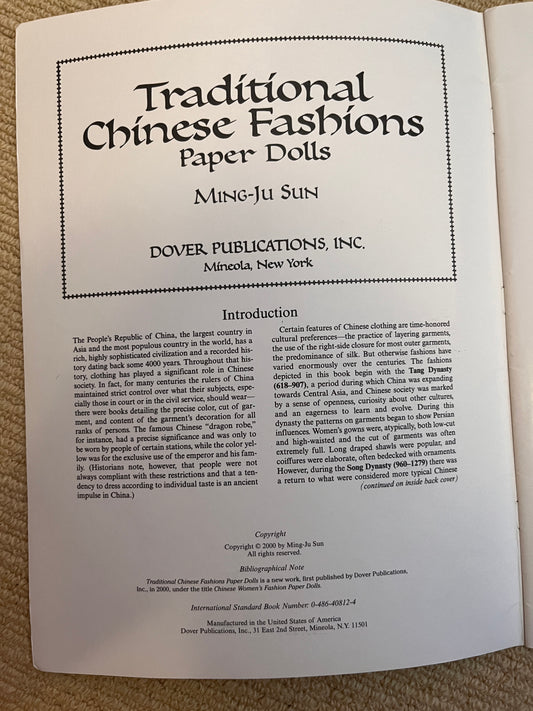 Traditional
Chinese Fashions
Paper Dolls
Ming-Ju Sun
DOVER PUBLICATIONS, INC.
Mineola, New York
Introduction
The People's Republic of China, the largest country in
Asia and the most populous country in the world, has a
rich, highly sophisticated civilization and a recorded his-
tory dating back some 4000 years. Throughout that his-
tory, clothing has played a significant role in Chinese
society. In fact, for many centuries the rulers of China
maintained strict control over what their subjects, espe-
cially those in court or in the civil service, should wear—
there were books detailing the precise color, cut of gar-
ment, and content of the garment's decoration for all
ranks of persons. The famous Chinese "dragon robe,"
for instance, had a precise significance and was only to
be worn by people of certain stations, while the color yel-
low was for the exclusive use of the emperor and his fam-
ily. (Historians note, however, that people were not
always compliant with these restrictions and that a ten-
dency to dress according to individual taste is an ancient
impulse in China.)
Certain features of Chinese clothing are time-honored
cultural preferences—the practice of layering garments,
the use of the right-side closure for most outer garments,
the predominance of silk. But otherwise fashions have
varied enormously over the centuries. The fashions
depicted in this book begin with the Tang Dynasty
(618–907), a period during which China was expanding
towards Central Asia, and Chinese society was marked
by a sense of openness, curiosity about other cultures,
and an eagerness to learn and evolve. During this
dynasty the patterns on garments began to show Persian
influences. Women's gowns were, atypically, both low-cut
and high-waisted and the cut of garments was often
extremely full. Long draped shawls were popular, and
coiffures were elaborate, often bedecked with ornaments.
However, during the Song Dynasty (960–1279) there was
a return to what were considered more typical Chinese
(continued on inside back cover)
Copyright
Copyright © 2000 by Ming-Ju Sun
All rights reserved.
Bibliographical Note
Traditional Chinese Fashions Paper Dolls is a new work, first published by Dover Publications,
Inc., in 2000, under the title Chinese Women's Fashion Paper Dolls.
International Standard Book Number: 0-486-40812-4
Manufactured in the United States of America
Dover Publications, Inc., 31 East 2nd Street, Mineola, N.Y. 11501